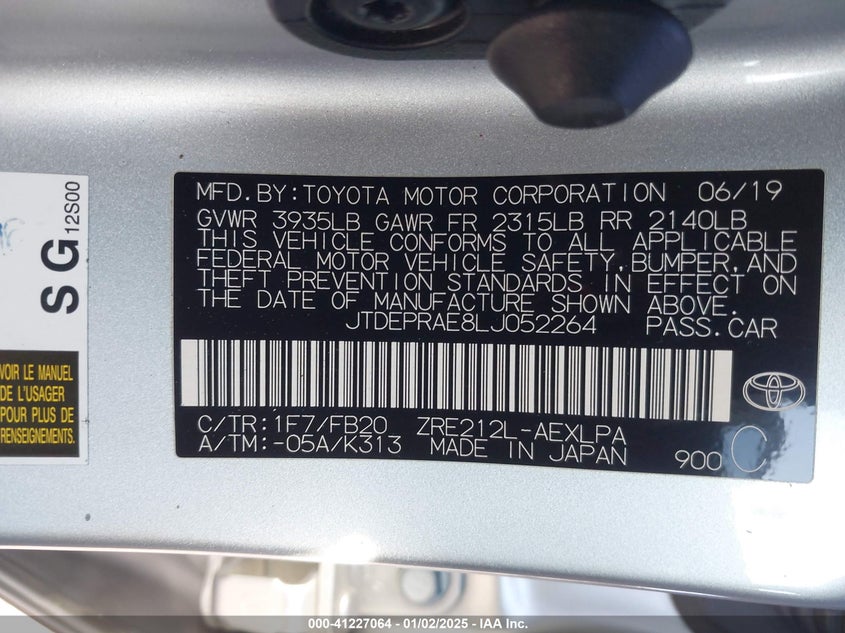 S G 12S00
VOIR LE MANUEL
DE L'USAGER
POUR PLUS DE
RENSEIGNEMENTS.
MFD.BY:TOYOTA MOTOR CORPORATION 06/19
GVWR 3935LB GAWR FR 2315LB RR 2140LB
THIS VEHICLE CONFORMS TO ALL APPLICABLE
FEDERAL MOTOR VEHICLE SAFETY,BUMPER,AND
THEFT PREVENTION STANDARDS IN EFFECT ON
THE DATE OF MANUFACTURE SHOWN ABOVE.
JTDEPRAE8LJ052264 PASS.CAR
C/TR:1F7/FB20 ZRE212L-AEXLPA
A/TM:-05A/K313 MADE IN JAPAN 900 C
000-41227064 - 01/02/2025 - IAA Inc.